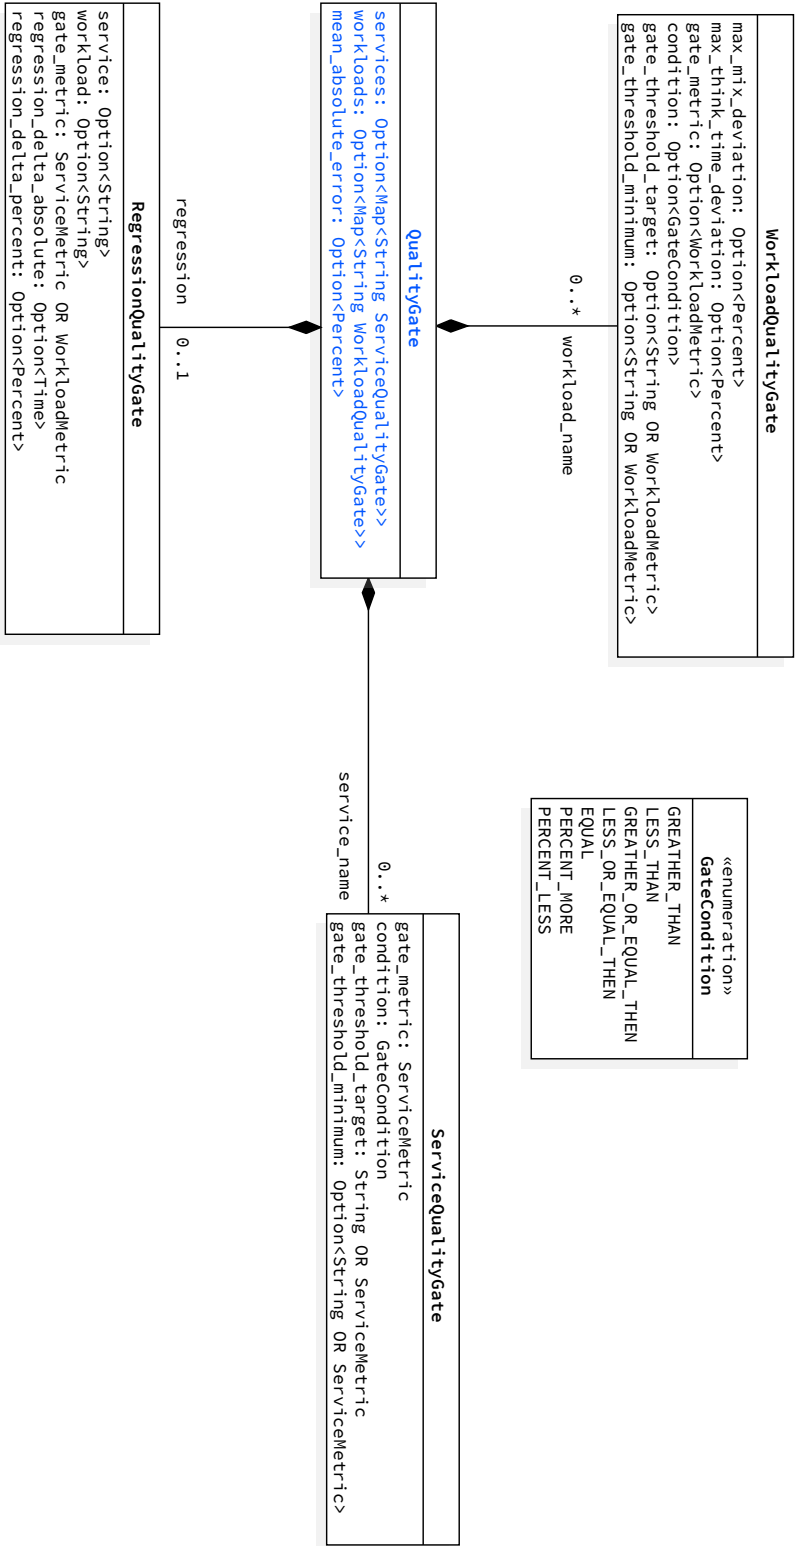 WorkloadQualityGate
max_mix_deviation: Option<Percent>
max_think_time_deviation: Option<Percent>
gate_metric: Option<WorkloadMetric>
condition: Option<GateCondition>
gate_threshold_target: Option<String OR WorkloadMetric>
gate_threshold_minimum: Option<String OR WorkloadMetric>
«enumeration»
GateCondition
GREATHER_THAN
LESS_THAN
GREATHER_OR_EQUAL_THEN
LESS_OR_EQUAL_THEN
EQUAL
PERCENT_MORE
PERCENT_LESS
0..*
workload_name
QualityGate
services: Option<Map<String ServiceQualityGate>>
workloads: Option<Map<String WorkloadQualityGate>>
mean_absolute_error: Option<Percent>
0..*
service_name
ServiceQualityGate
gate_metric: ServiceMetric
condition: GateCondition
gate_threshold_target: String OR ServiceMetric
gate_threshold_minimum: Option<String OR ServiceMetric>
regression
0..1
RegressionQualityGate
service: Option<String>
workload: Option<String>
gate_metric: ServiceMetric OR WorkloadMetric
regression_delta_absolute: Option<Time>
regression_delta_percent: Option<Percent>